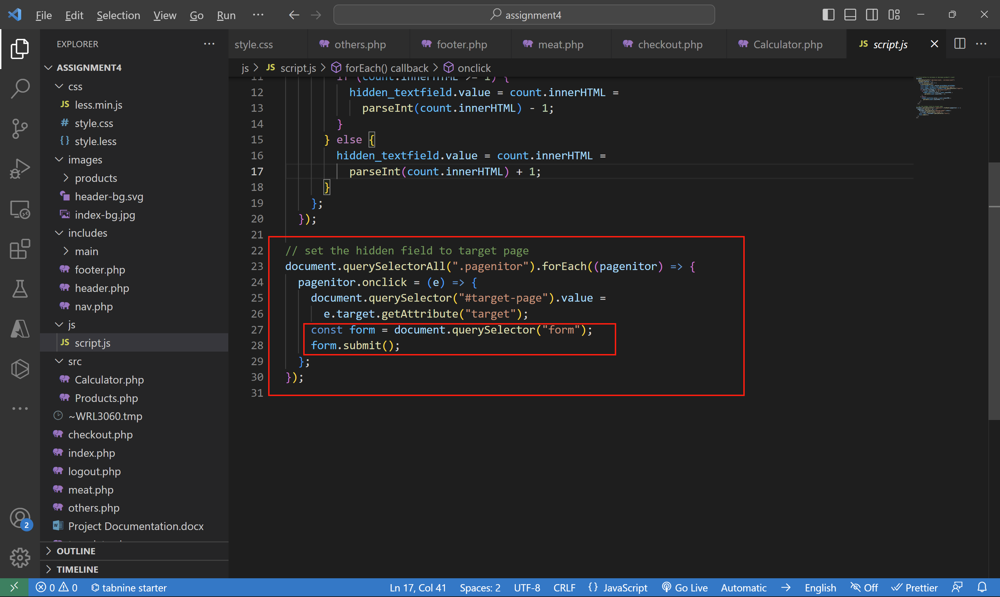 File Edit Selection View Go Run ··· assignment4
EXPLORER ···
ASSIGNMENT4
css
JS less.min.js
# style.css
{} style.less
images
products
header-bg.svg
index-bg.jpg
includes
main
footer.php
header.php
nav.php
js
JS script.js
src
Calculator.php
Products.php
~WRL3060.tmp
checkout.php
index.php
logout.php
meat.php
others.php
Project Documentation.docx
OUTLINE
TIMELINE
2
style.css others.php footer.php meat.php checkout.php Calculator.php JS script.js
js > JS script.js > forEach() callback > onclick
11 if (count.innerHTML >= 1) {
12 hidden_textfield.value = count.innerHTML =
13 parseInt(count.innerHTML) - 1;
14 }
15 } else {
16 hidden_textfield.value = count.innerHTML =
17 parseInt(count.innerHTML) + 1;
18 }
19 };
20 });
21
22 // set the hidden field to target page
23 document.querySelectorAll(".pagenitor").forEach((pagenitor) => {
24 pagenitor.onclick = (e) => {
25 document.querySelector("#target-page").value =
26 e.target.getAttribute("target");
27 const form = document.querySelector("form");
28 form.submit();
29 };
30 });
31
0 0 tabnine starter Ln 17, Col 41 Spaces: 2 UTF-8 CRLF {} JavaScript Go Live Automatic English Off Prettier